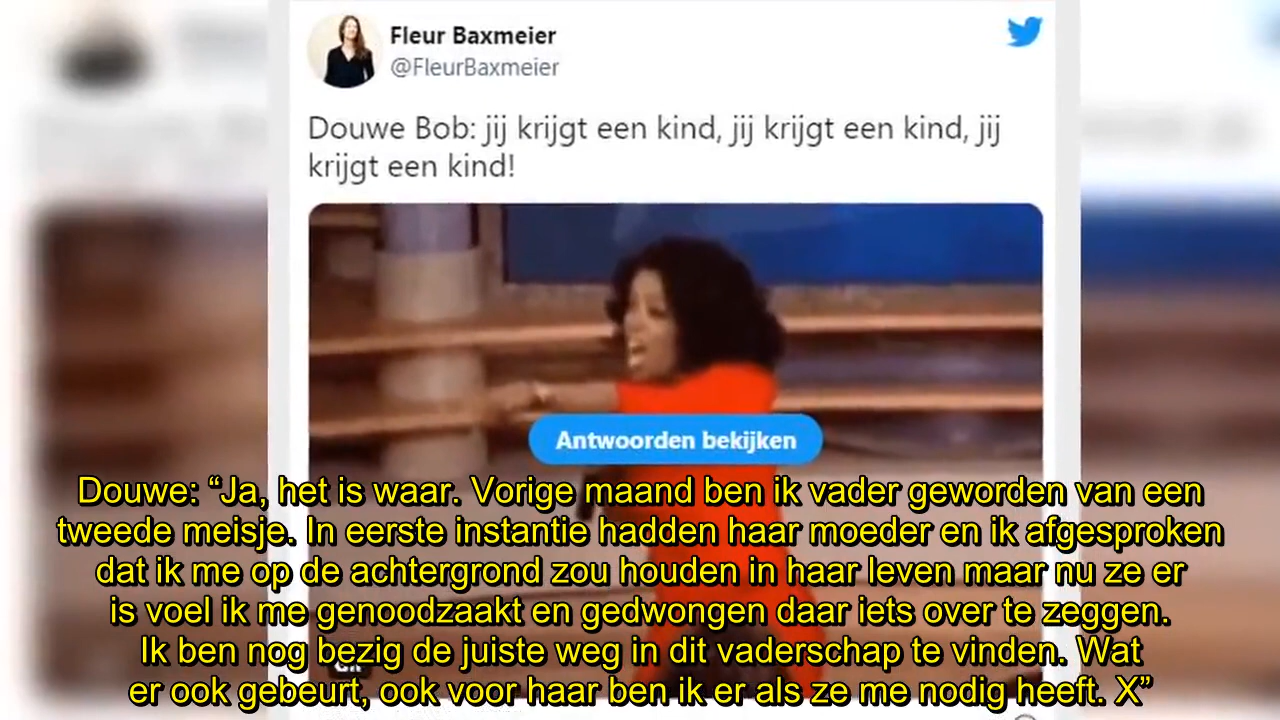 Fleur Baxmeier
@FleurBaxmeier
Douwe Bob: jij krijgt een kind, jij krijgt een kind, jij
krijgt een kind!
Antwoorden bekijken
Douwe: “Ja, het is waar. Vorige maand ben ik vader geworden van een
tweede meisje. In eerste instantie hadden haar moeder en ik afgesproken
dat ik me op de achtergrond zou houden in haar leven maar nu ze er
is voel ik me genoodzaakt en gedwongen daar iets over te zeggen.
Ik ben nog bezig de juiste weg in dit vaderschap te vinden. Wat
er ook gebeurt, ook voor haar ben ik er als ze me nodig heeft. X”